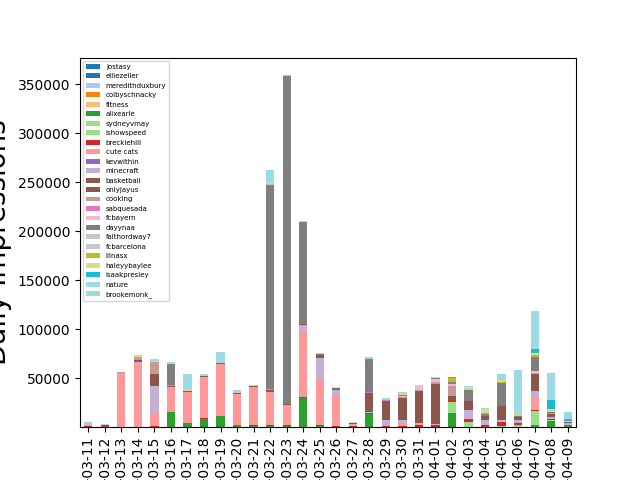 Daily Impressions
350000
300000
250000
200000
150000
100000
50000
jostasy
elliezeiler
meredithduxbury
colbyschnacky
fitness
alixearle
sydneyvmay
ishowspeed
breckiehill
cute cats
kevwithin
minecraft
basketball
onlyjayus
cooking
sabquesada
fcbayern
dayynaa
faithordway7
fcbarcelona
lilnasx
haleyybaylee
isaakpresley
nature
brookemonk_
03-11
03-12
03-13
03-14
03-15
03-16
03-17
03-18
03-19
03-20
03-21
03-22
03-23
03-24
03-25
03-26
03-27
03-28
03-29
03-30
03-31
04-01
04-02
04-03
04-04
04-05
04-06
04-07
04-08
04-09